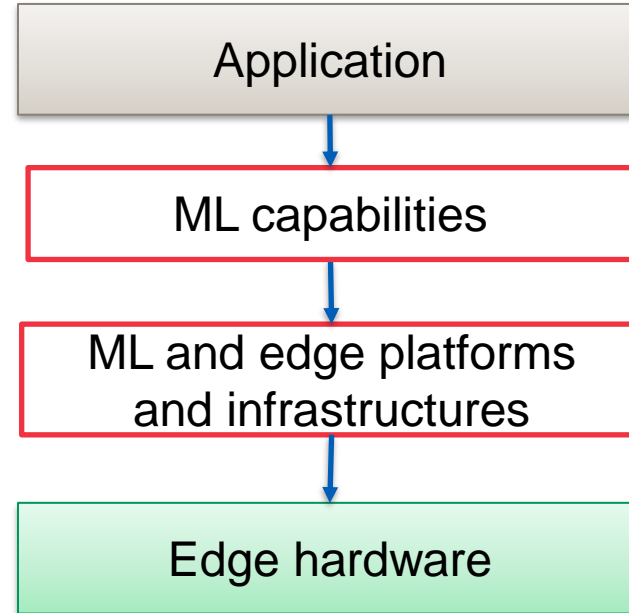 Application
ML capabilities
ML and edge platforms
and infrastructures
Edge hardware